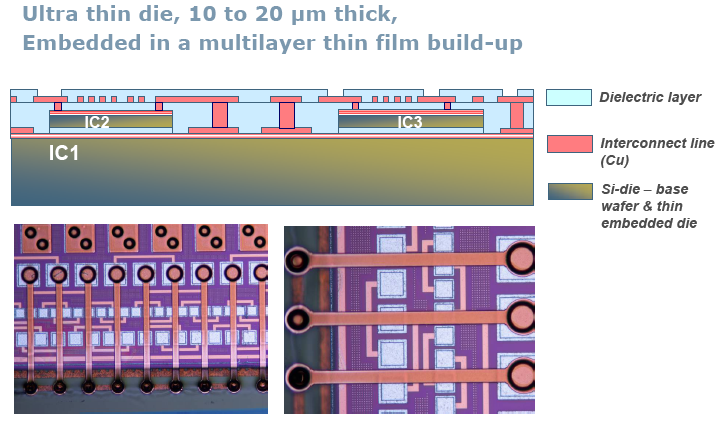 Ultra thin die, 10 to 20 µm thick,
Embedded in a multilayer thin film build-up
IC2
IC3
IC1
Dielectric layer
Interconnect line
(Cu)
Si-die – base
wafer & thin
embedded die